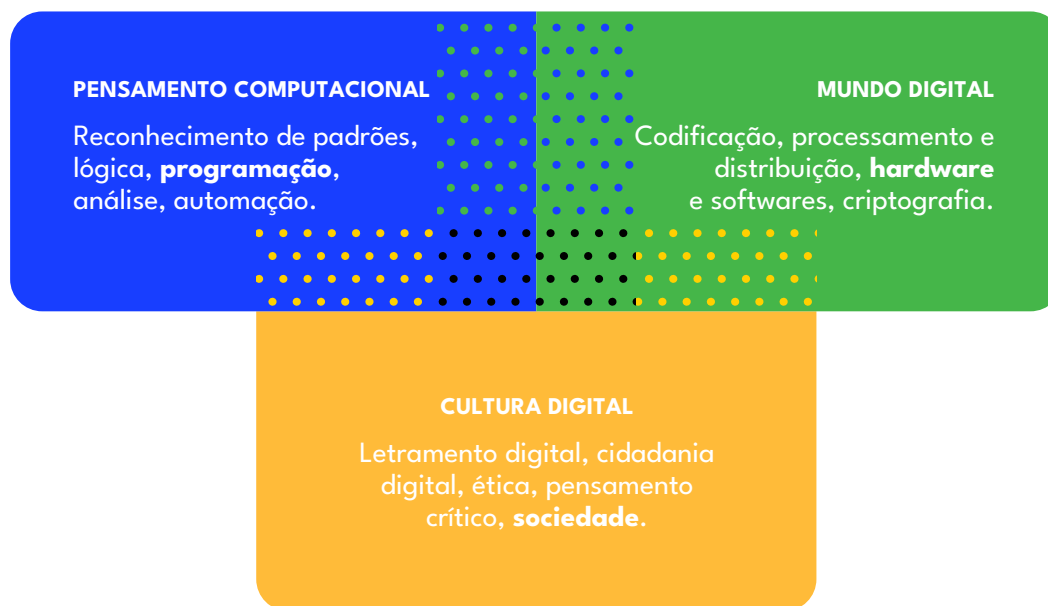 PENSAMENTO COMPUTACIONAL
Reconhecimento de padrões,
lógica, programação,
análise, automação.
MUNDO DIGITAL
Codificação, processamento e
distribuição, hardware
e softwares, criptografia.
CULTURA DIGITAL
Letramento digital, cidadania
digital, ética, pensamento
crítico, sociedade.